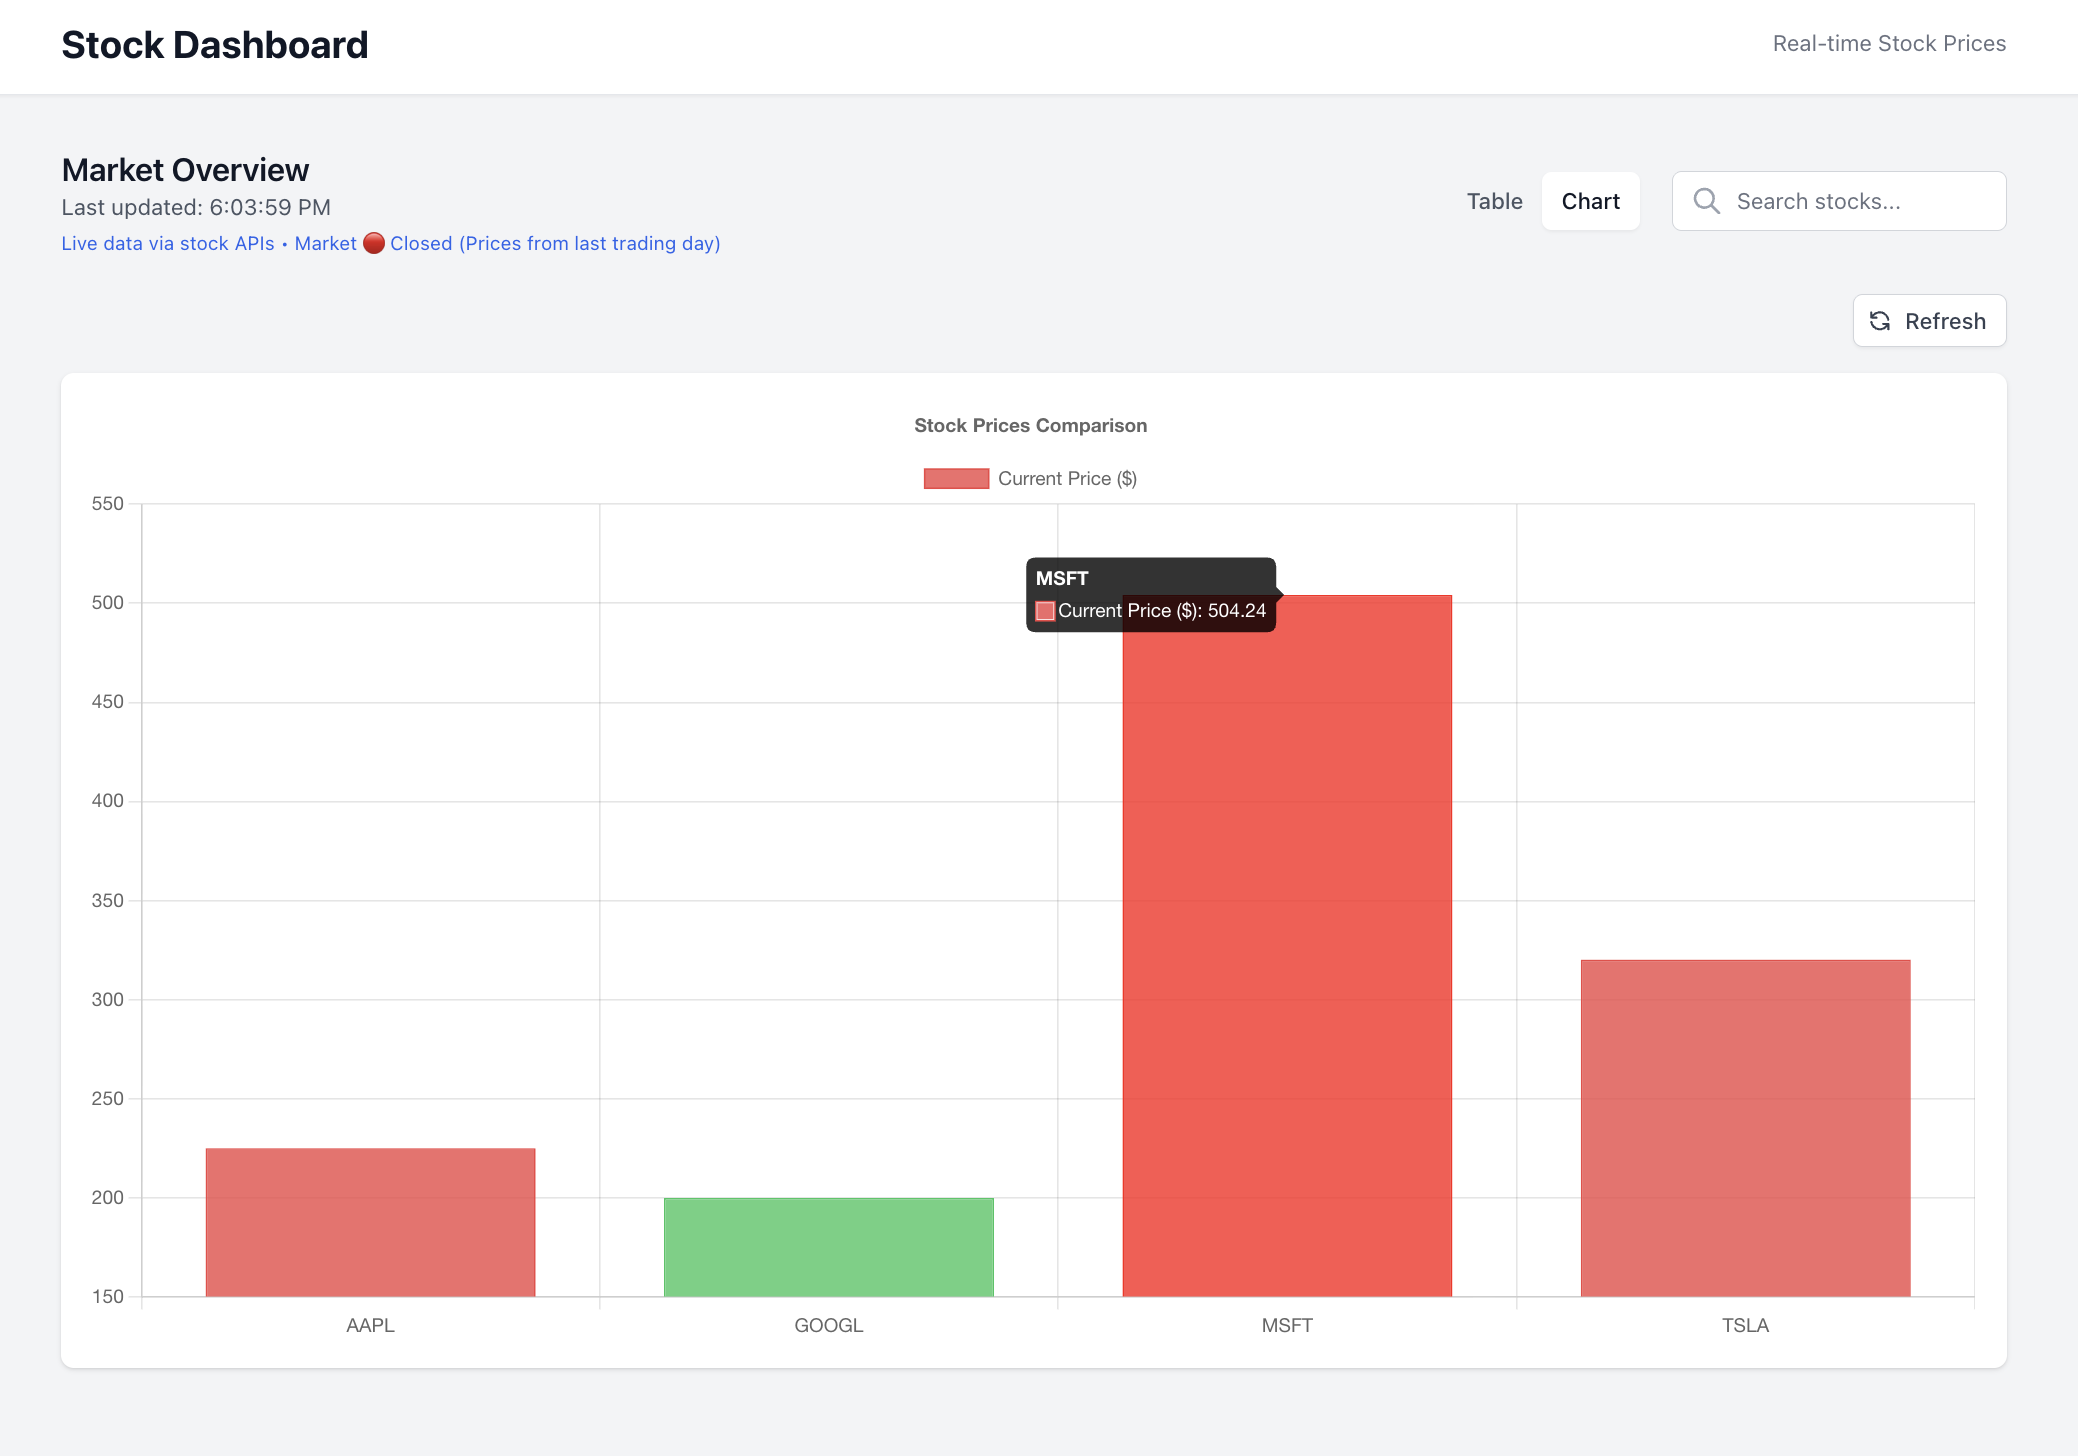 Stock Dashboard
Real-time Stock Prices
Market Overview
Last updated: 6:03:59 PM
Live data via stock APIs • Market 🔴 Closed (Prices from last trading day)
Table
Chart
Search stocks...
Refresh
Stock Prices Comparison
Current Price ($)
550
500
450
400
350
300
250
200
150
MSFT
Current Price ($): 504.24
AAPL
GOOGL
MSFT
TSLA